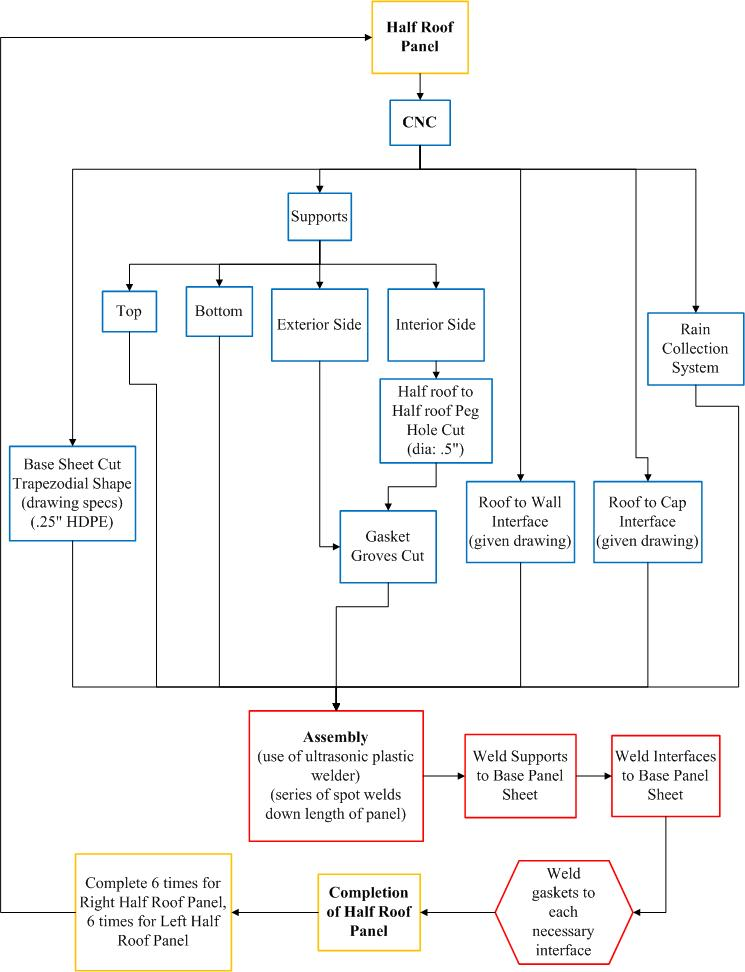 Half Roof
Panel
CNC
Supports
Top
Bottom
Exterior Side
Interior Side
Rain
Collection
System
Half roof to
Half roof Peg
Hole Cut
(dia: .5")
Base Sheet Cut
Trapezodial Shape
(drawing specs)
(.25" HDPE)
Gasket
Groves Cut
Roof to Wall
Interface
(given drawing)
Roof to Cap
Interface
(given drawing)
Assembly
(use of ultrasonic plastic
welder)
(series of spot welds
down length of panel)
Weld Supports
to Base Panel
Sheet
Weld Interfaces
to Base Panel
Sheet
Weld
gaskets to
each
necessary
interface
Completion
of Half Roof
Panel
Complete 6 times for
Right Half Roof Panel,
6 times for Left Half
Roof Panel